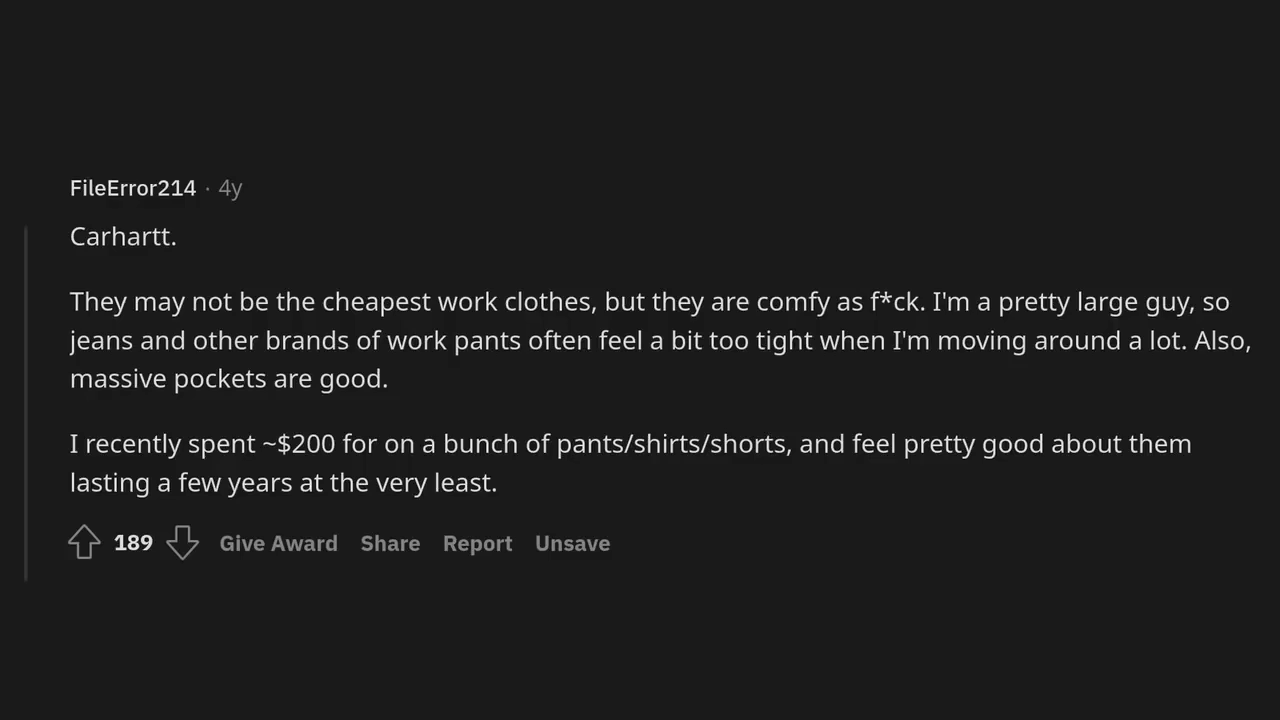 FileError214 · 4y
Carhartt.
They may not be the cheapest work clothes, but they are comfy as f*ck. I'm a pretty large guy, so
jeans and other brands of work pants often feel a bit too tight when I'm moving around a lot. Also,
massive pockets are good.
I recently spent ~$200 for on a bunch of pants/shirts/shorts, and feel pretty good about them
lasting a few years at the very least.
189 Give Award Share Report Unsave